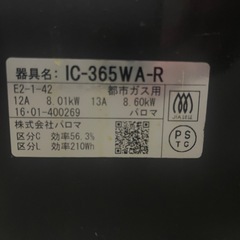 器具名: IC-365WA-R
E2-1-42 都市ガス用
12A 8.01kW 13A 8.60kW
16·01-400269 パロマ
株式会社パロマ
区分C 効率56.3%
区分L 効率210Wh
PS
TG